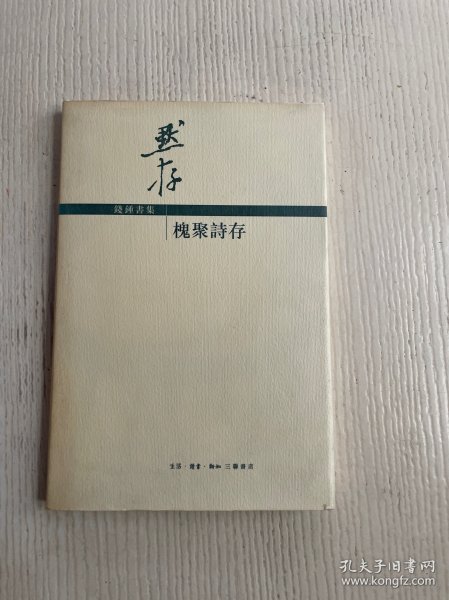 默存
錢鍾書集
槐聚詩存
生活·讀書·新知三聯書店
孔夫子旧书网
www.kongfz.com